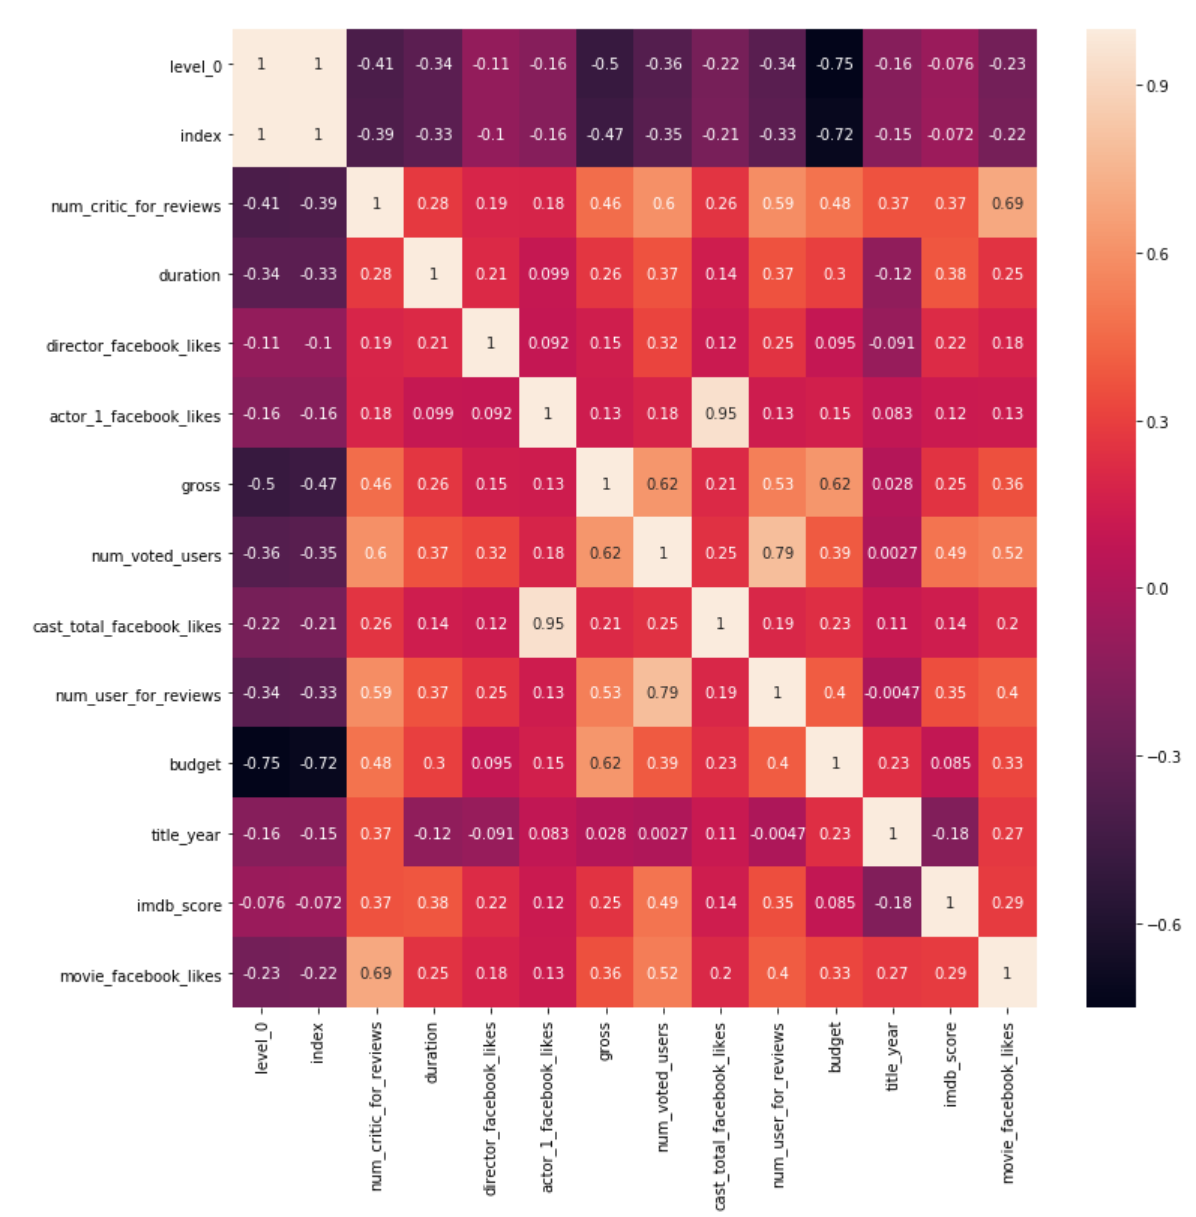 level_0 1 1 -0.41 -0.34 -0.11 -0.16 -0.5 -0.36 -0.22 -0.34 -0.75 -0.16 -0.076 -0.23
0.9
index 1 1 -0.39 -0.33 -0.1 -0.16 -0.47 -0.35 -0.21 -0.33 -0.72 -0.15 -0.072 -0.22
num_critic_for_reviews -0.41 -0.39 1 0.28 0.19 0.18 0.46 0.6 0.26 0.59 0.48 0.37 0.37 0.69
0.6
duration -0.34 -0.33 0.28 1 0.21 0.099 0.26 0.37 0.14 0.37 0.3 -0.12 0.38 0.25
director_facebook_likes -0.11 -0.1 0.19 0.21 1 0.092 0.15 0.32 0.12 0.25 0.095 -0.091 0.22 0.18
actor_1_facebook_likes -0.16 -0.16 0.18 0.099 0.092 1 0.13 0.18 0.95 0.13 0.15 0.083 0.12 0.13
0.3
gross -0.5 -0.47 0.46 0.26 0.15 0.13 1 0.62 0.21 0.53 0.62 0.028 0.25 0.36
num_voted_users -0.36 -0.35 0.6 0.37 0.32 0.18 0.62 1 0.25 0.79 0.39 0.0027 0.49 0.52
0.0
cast_total_facebook_likes -0.22 -0.21 0.26 0.14 0.12 0.95 0.21 0.25 1 0.19 0.23 0.11 0.14 0.2
num_user_for_reviews -0.34 -0.33 0.59 0.37 0.25 0.13 0.53 0.79 0.19 1 0.4 -0.0047 0.35 0.4
−0.3
budget -0.75 -0.72 0.48 0.3 0.095 0.15 0.62 0.39 0.23 0.4 1 0.23 0.085 0.33
title_year -0.16 -0.15 0.37 -0.12 -0.091 0.083 0.028 0.0027 0.11 -0.0047 0.23 1 -0.18 0.27
imdb_score -0.076 -0.072 0.37 0.38 0.22 0.12 0.25 0.49 0.14 0.35 0.085 -0.18 1 0.29
−0.6
movie_facebook_likes -0.23 -0.22 0.69 0.25 0.18 0.13 0.36 0.52 0.2 0.4 0.33 0.27 0.29 1
level_0
index
num_critic_for_reviews
duration
director_facebook_likes
actor_1_facebook_likes
gross
num_voted_users
cast_total_facebook_likes
num_user_for_reviews
budget
title_year
imdb_score
movie_facebook_likes